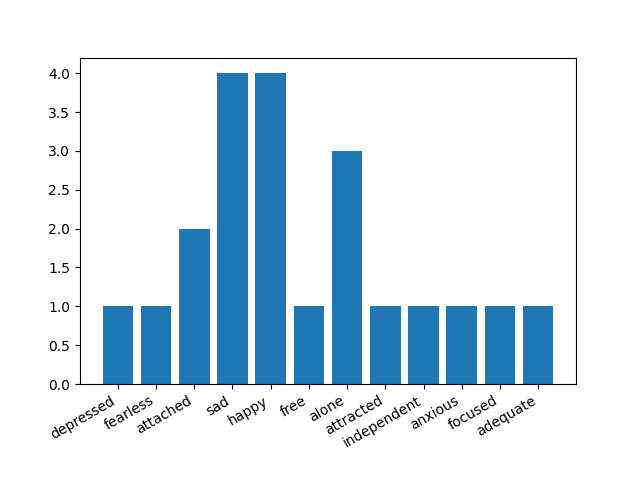 4.0
3.5
3.0
2.5
2.0
1.5
1.0
0.5
0.0
depressed
fearless
attached
sad
happy
free
alone
attracted
independent
anxious
focused
adequate